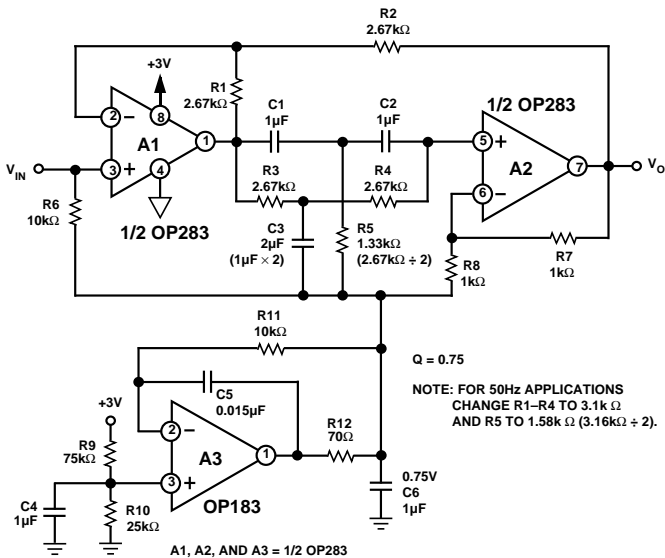 R2
2.67kΩ
+3V
R1
2.67kΩ
C1
1µF
C2
1µF
1/2 OP283
2
–
8
A1
1
3
+
4
5
+
A2
7
6
–
V_IN
V_O
R6
10kΩ
R3
2.67kΩ
R4
2.67kΩ
1/2 OP283
C3
2µF
(1µF × 2)
R5
1.33kΩ
(2.67kΩ ÷ 2)
R8
1kΩ
R7
1kΩ
R11
10kΩ
C5
0.015µF
Q = 0.75
NOTE: FOR 50Hz APPLICATIONS
CHANGE R1–R4 TO 3.1k Ω
AND R5 TO 1.58k Ω (3.16kΩ ÷ 2).
+3V
R9
75kΩ
2
–
A3
1
3
+
R12
70Ω
OP183
C4
1µF
R10
25kΩ
0.75V
C6
1µF
A1, A2, AND A3 = 1/2 OP283